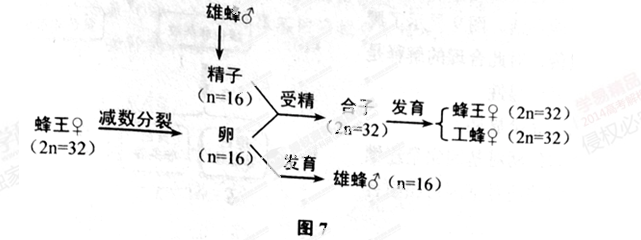 雄蜂♂
精子
(n=16)
受精
合子
(2n=32)
发育
蜂王♀ (2n=32)
工蜂♀ (2n=32)
蜂王♀
(2n=32)
减数分裂
卵
(n=16)
发育
雄蜂♂ (n=16)
图 7